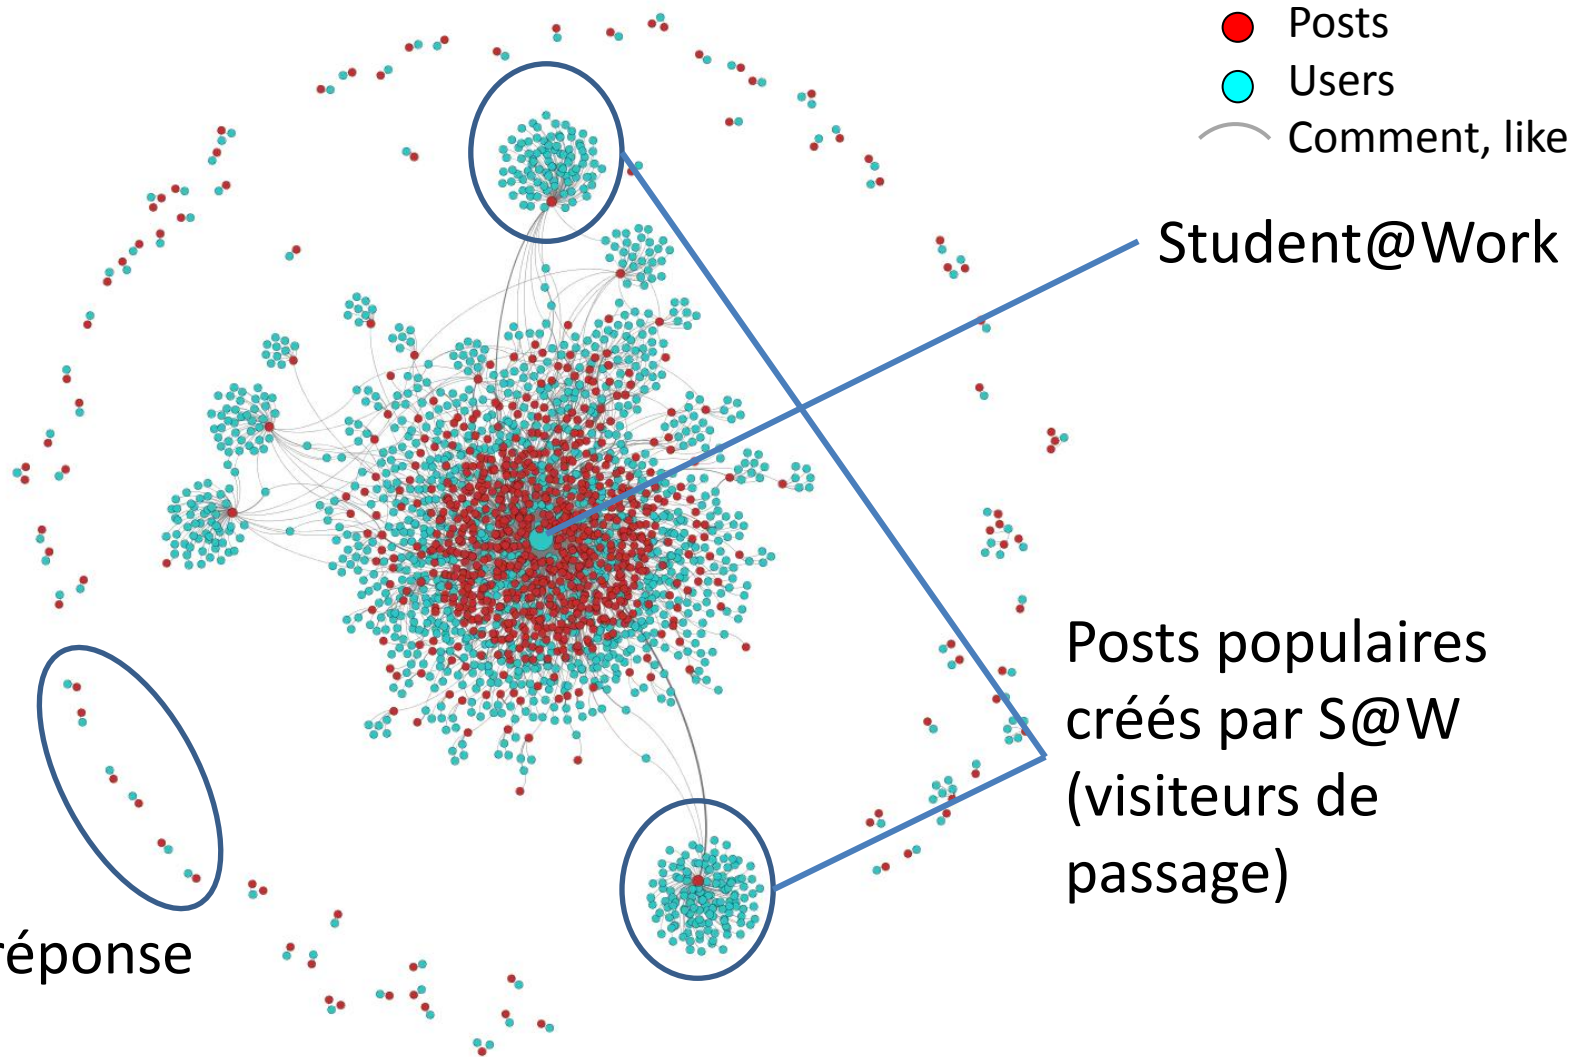 Posts
Users
Comment, like
Student@Work
Posts populaires
créés par S@W
(visiteurs de
passage)
réponse